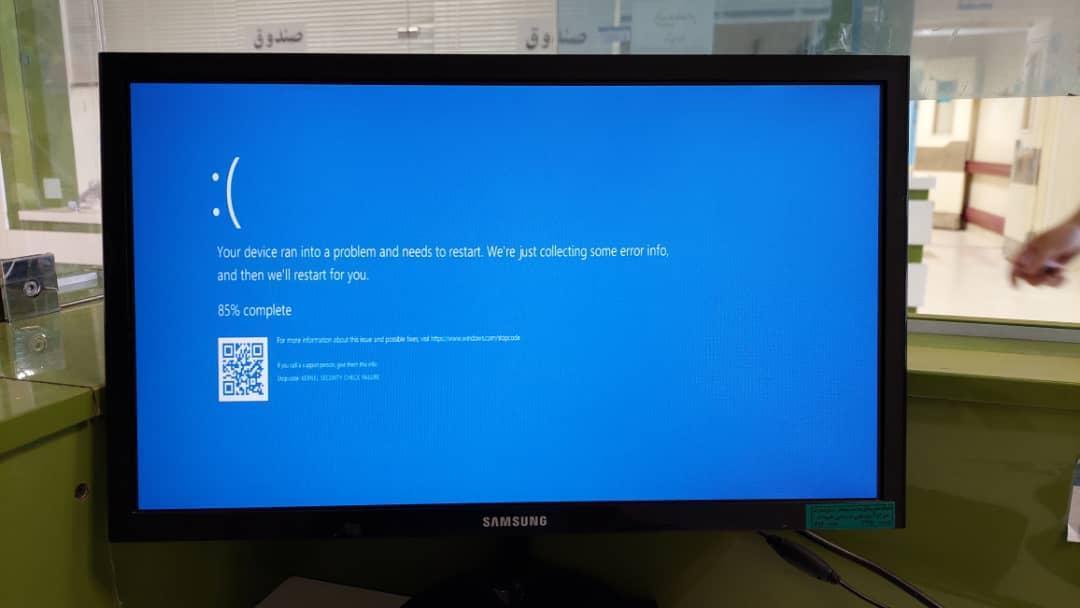 صندوق
صندوق
:(
Your device ran into a problem and needs to restart. We're just collecting some error info,
and then we'll restart for you.
85% complete
For more information about this issue and possible fixes, visit https://www.windows.com/stopcode
If you call a support person, give them this info:
Stop code: KERNEL SECURITY CHECK FAILURE
SAMSUNG